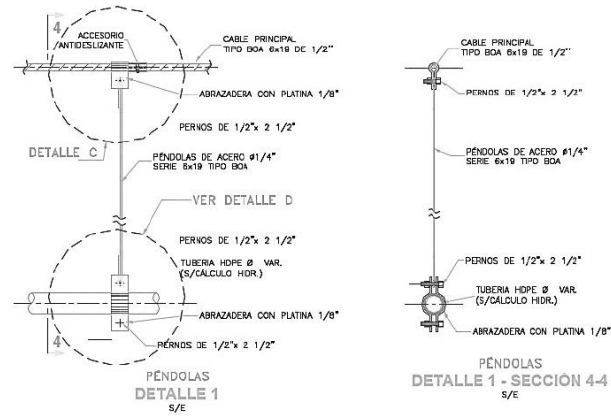 4
ACCESORIO
ANTIDESLIZANTE
CABLE PRINCIPAL
TIPO BOA 6x19 DE 1/2"
ABRAZADERA CON PLATINA 1/8"
PERNOS DE 1/2"x 2 1/2"
DETALLE C
PÉNDOLAS DE ACERO ø1/4"
SERIE 6x19 TIPO BOA
VER DETALLE D
PERNOS DE 1/2"x 2 1/2"
TUBERIA HDPE Ø VAR.
(S/CÁLCULO HIDR.)
ABRAZADERA CON PLATINA 1/8"
4
PERNOS DE 1/2"x 2 1/2"
PÉNDOLAS
DETALLE 1
S/E
CABLE PRINCIPAL
TIPO BOA 6x19 DE 1/2"
PERNOS DE 1/2"x 2 1/2"
PÉNDOLAS DE ACERO ø1/4"
SERIE 6x19 TIPO BOA
PERNOS DE 1/2"x 2 1/2"
TUBERIA HDPE Ø VAR.
(S/CÁLCULO HIDR.)
ABRAZADERA CON PLATINA 1/8"
PÉNDOLAS
DETALLE 1 - SECCIÓN 4-4
S/E